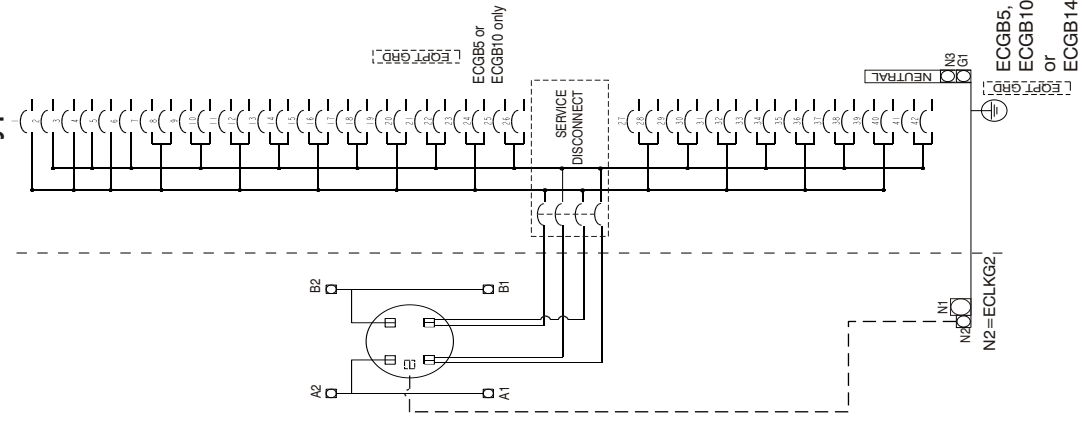 EQPT GRD
ECGB5 or
ECGB10 only
1
2
3
4
5
6
7
8
9
10
11
12
13
14
15
16
17
18
19
20
21
22
23
24
25
26
SERVICE
DISCONNECT
27
28
29
30
31
32
33
34
35
36
37
38
39
40
41
42
NEUTRAL
N3
G1
ECGB5,
ECGB10
or
ECGB14
EQPT GRD
B2
B1
A2
A1
N1
N2
N2=ECLKG2